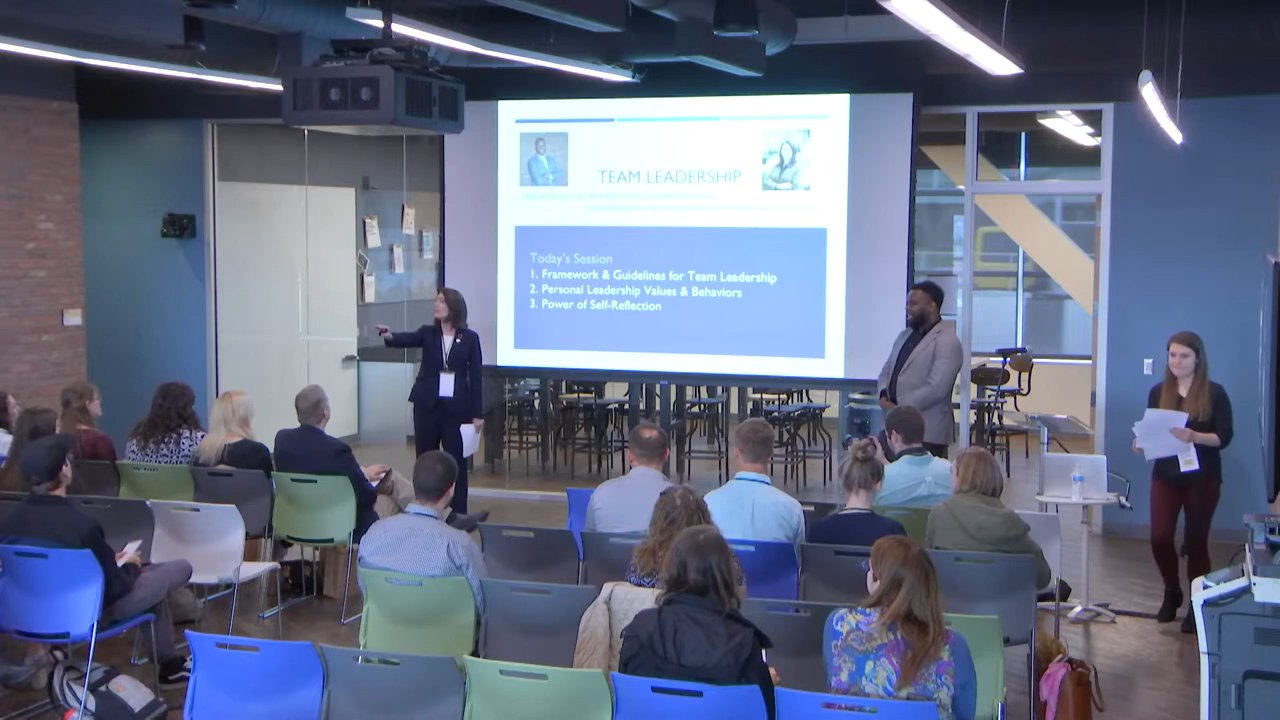 TEAM LEADERSHIP
Today's Session
1. Framework & Guidelines for Team Leadership
2. Personal Leadership Values & Behaviors
3. Power of Self-Reflection